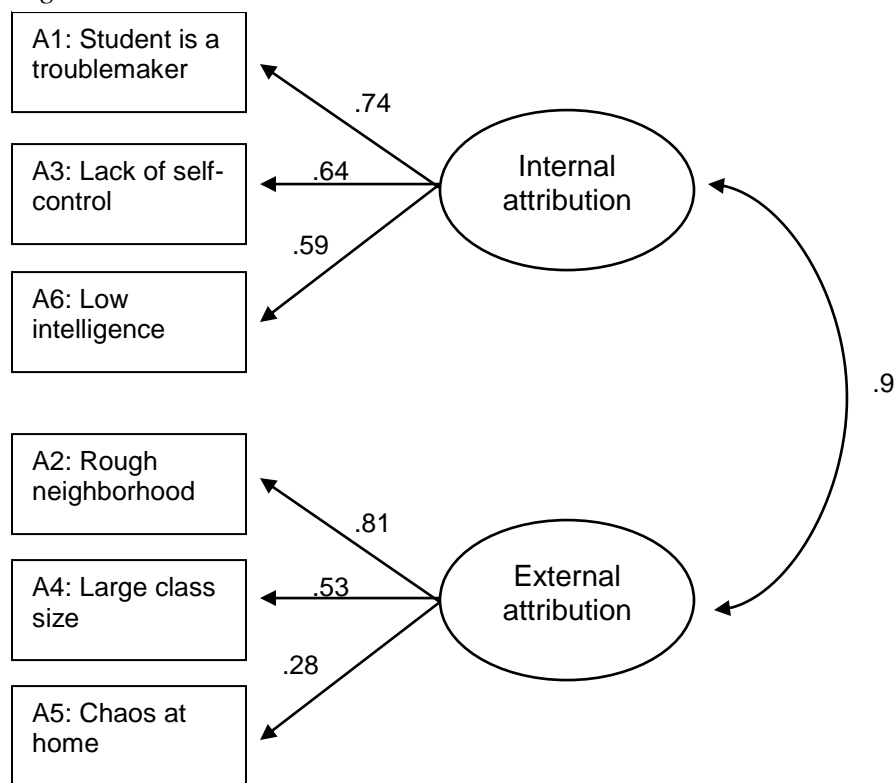 A1: Student is a
troublemaker
.74
A3: Lack of self-
control
.64
A6: Low
intelligence
.59
Internal
attribution
.9
A2: Rough
neighborhood
.81
A4: Large class
size
.53
A5: Chaos at
home
.28
External
attribution